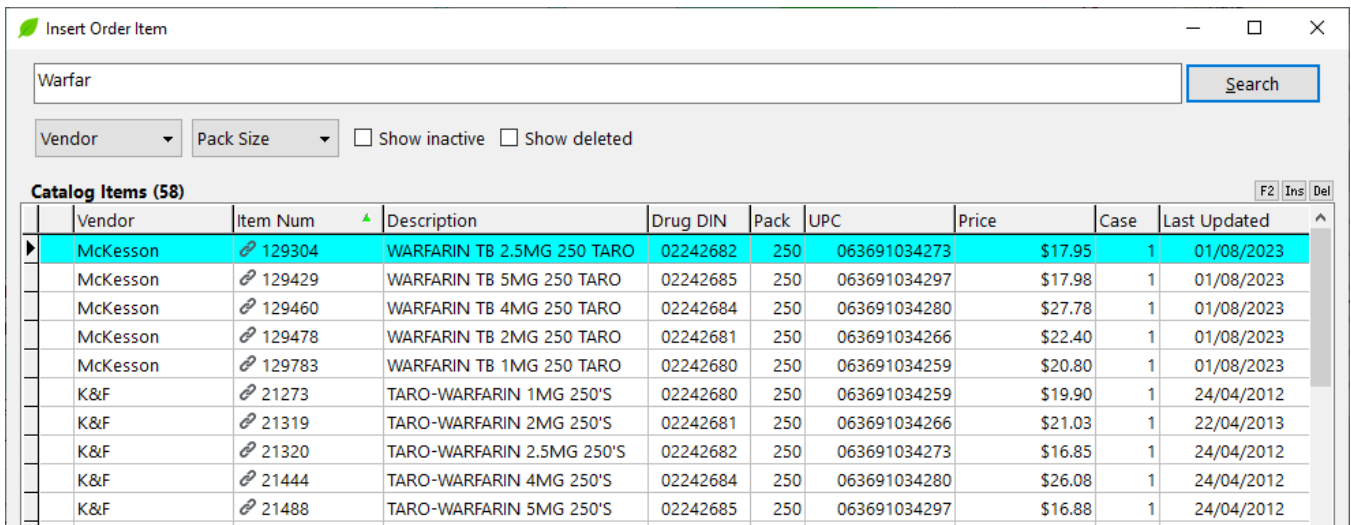 Insert Order Item
Warfar
Search
Vendor Pack Size Show inactive Show deleted
Catalog Items (58) F2 Ins Del
Vendor Item Num Description Drug DIN Pack UPC Price Case Last Updated
McKesson 129304 WARFARIN TB 2.5MG 250 TARO 02242682 250 063691034273 $17.95 1 01/08/2023
McKesson 129429 WARFARIN TB 5MG 250 TARO 02242685 250 063691034297 $17.98 1 01/08/2023
McKesson 129460 WARFARIN TB 4MG 250 TARO 02242684 250 063691034280 $27.78 1 01/08/2023
McKesson 129478 WARFARIN TB 2MG 250 TARO 02242681 250 063691034266 $22.40 1 01/08/2023
McKesson 129783 WARFARIN TB 1MG 250 TARO 02242680 250 063691034259 $20.80 1 01/08/2023
K&F 21273 TARO-WARFARIN 1MG 250'S 02242680 250 063691034259 $19.90 1 24/04/2012
K&F 21319 TARO-WARFARIN 2MG 250'S 02242681 250 063691034266 $21.03 1 22/04/2013
K&F 21320 TARO-WARFARIN 2.5MG 250'S 02242682 250 063691034273 $16.85 1 24/04/2012
K&F 21444 TARO-WARFARIN 4MG 250'S 02242684 250 063691034280 $26.08 1 24/04/2012
K&F 21488 TARO-WARFARIN 5MG 250'S 02242685 250 063691034297 $16.88 1 24/04/2012